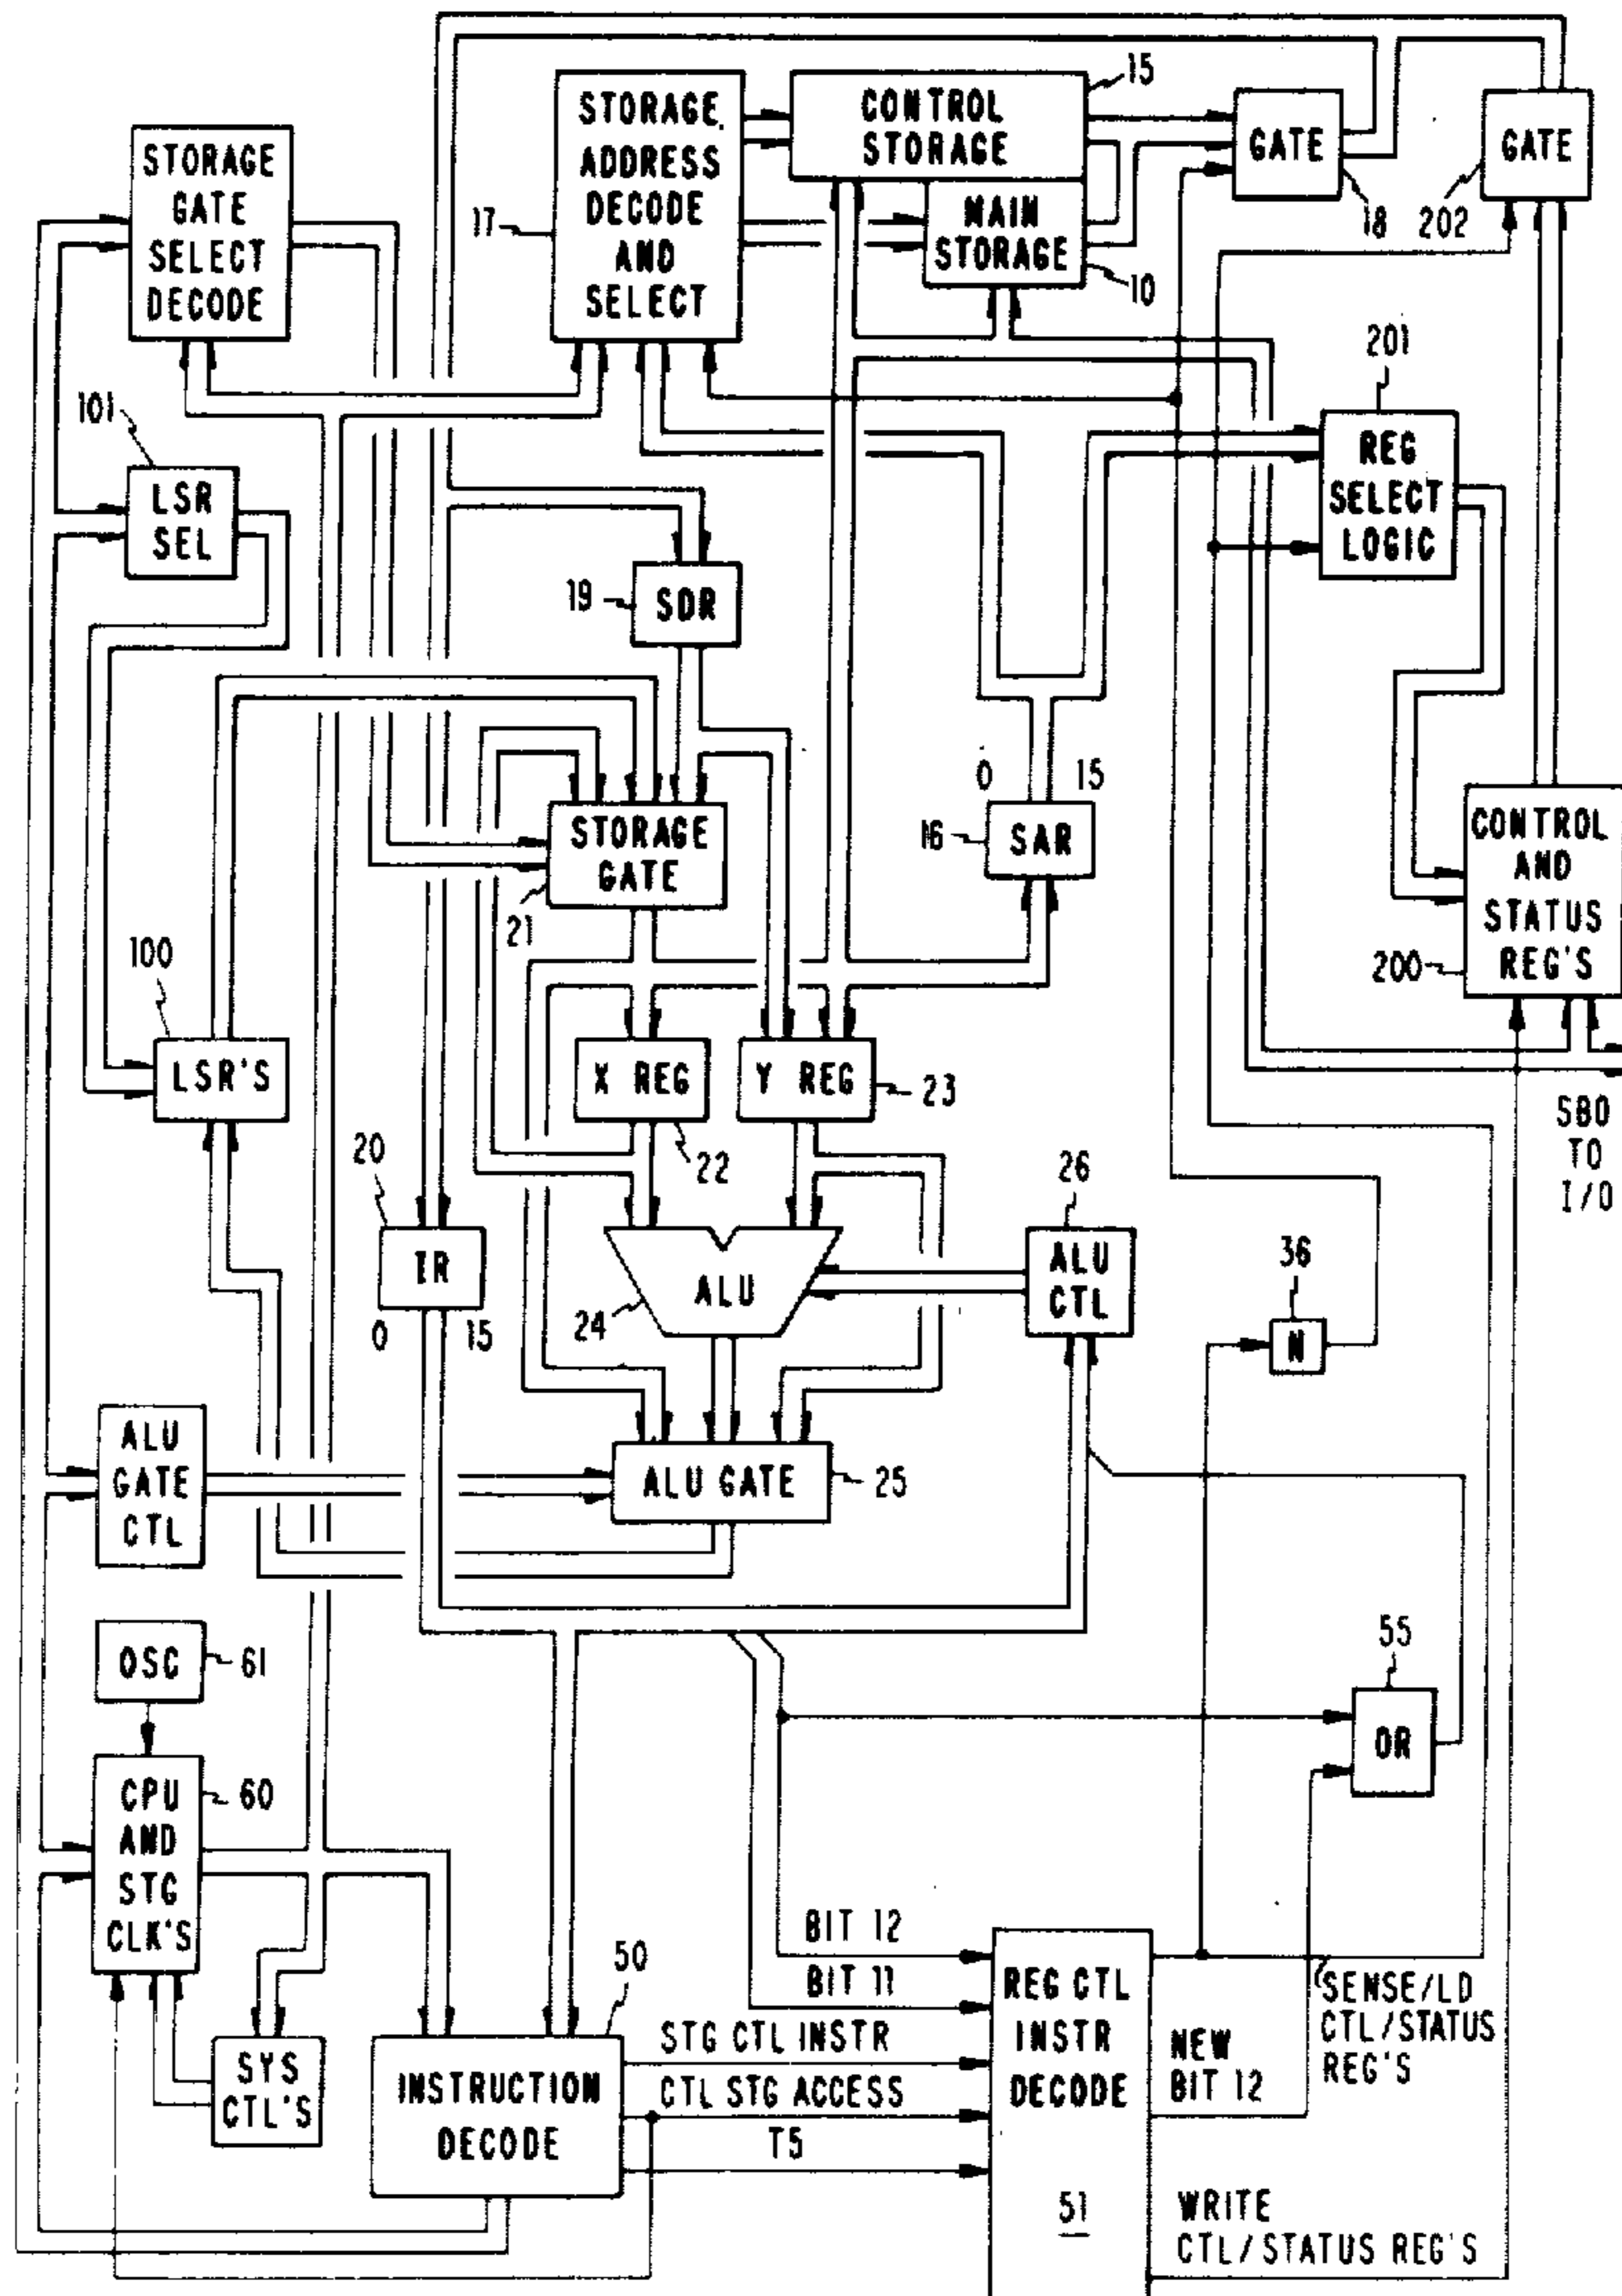 15
STORAGE
ADDRESS
DECODE
AND
SELECT
CONTROL
STORAGE
GATE
GATE
STORAGE
GATE
SELECT
DECODE
17
MAIN
STORAGE
18
202
10
201
101
LSR
SEL
REG
SELECT
LOGIC
19
SDR
0
15
STORAGE
GATE
16
SAR
CONTROL
AND
STATUS
REG'S
21
100
200
LSR'S
X REG
Y REG
23
SBO
TO
I/O
20
22
26
IR
ALU
ALU
CTL
36
N
0
15
24
ALU
GATE
CTL
ALU GATE
25
OSC
61
55
OR
CPU
AND
STG
CLK'S
60
BIT 12
BIT 11
50
REG CTL
INSTR
DECODE
SENSE/LD
CTL/STATUS
REG'S
STG CTL INSTR
NEW
BIT 12
SYS
CTL'S
INSTRUCTION
DECODE
CTL STG ACCESS
T5
51
WRITE
CTL/STATUS REG'S